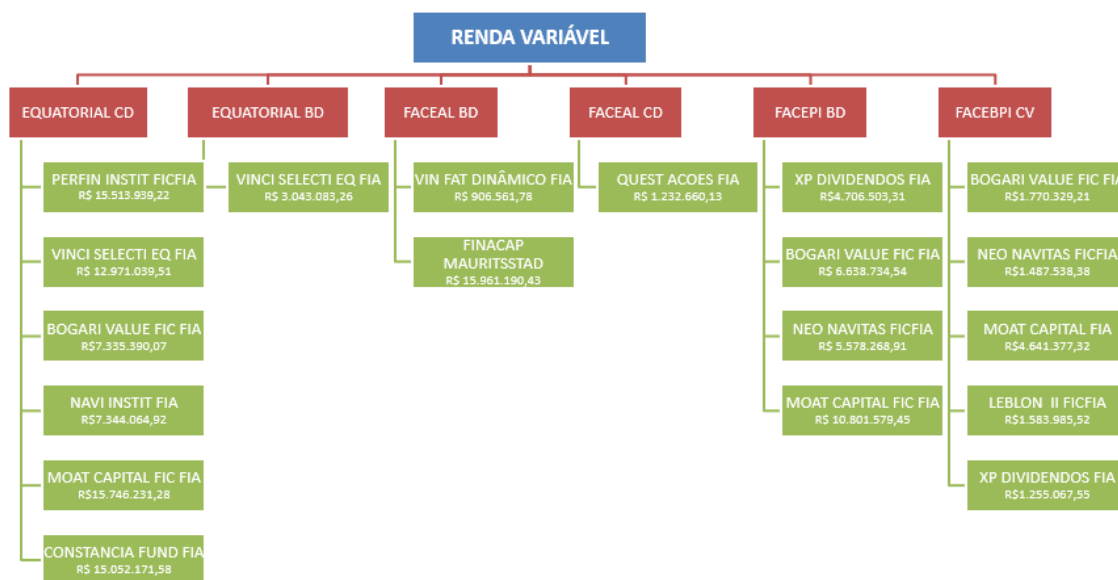 RENDA VARIÁVEL
EQUATORIAL CD
EQUATORIAL BD
FACEAL BD
FACEAL CD
FACEPI BD
FACEBPI CV
PERFIN INSTIT FICFIA
R$ 15.513.939,22
VINCI SELECTI EQ FIA
R$ 12.971.039,51
BOGARI VALUE FIC FIA
R$7.335.390,07
NAVI INSTIT FIA
R$7.344.064,92
MOAT CAPITAL FIC FIA
R$15.746.231,28
CONSTANCIA FUND FIA
R$ 15.052.171,58
VINCI SELECTI EQ FIA
R$ 3.043.083,26
VIN FAT DINÂMICO FIA
R$ 906.561,78
FINACAP
MAURITSSTAD
R$ 15.961.190,43
QUEST ACOES FIA
R$ 1.232.660,13
XP DIVIDENDOS FIA
R$4.706.503,31
BOGARI VALUE FIC FIA
R$ 6.638.734,54
NEO NAVITAS FICFIA
R$ 5.578.268,91
MOAT CAPITAL FIC FIA
R$ 10.801.579,45
BOGARI VALUE FIC FIA
R$1.770.329,21
NEO NAVITAS FICFIA
R$1.487.538,38
MOAT CAPITAL FIA
R$4.641.377,32
LEBLON II FICFIA
R$1.583.985,52
XP DIVIDENDOS FIA
R$1.255.067,55